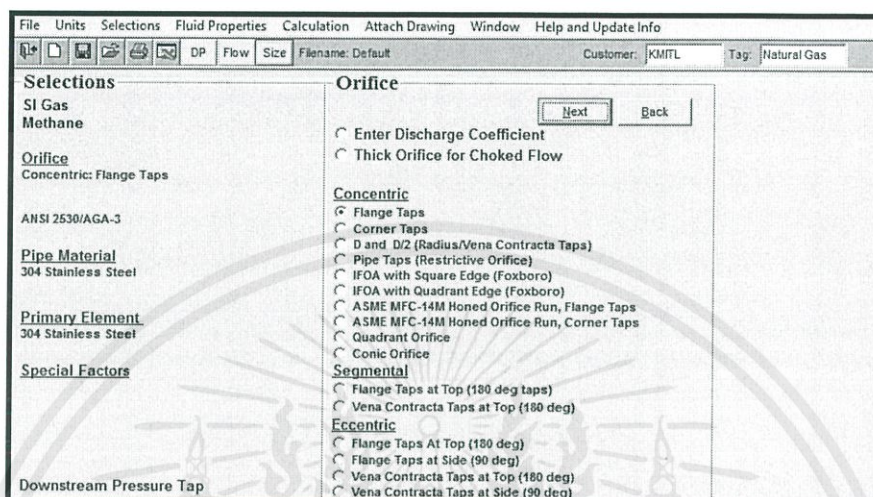 File Units Selections Fluid Properties Calculation Attach Drawing Window Help and Update Info
DP Flow Size Filename: Default Customer: KMITL Tag: Natural Gas
Selections
SI Gas
Methane
Orifice
Concentric: Flange Taps
ANSI 2530/AGA-3
Pipe Material
304 Stainless Steel
Primary Element
304 Stainless Steel
Special Factors
Downstream Pressure Tap
Orifice
Next Back
Enter Discharge Coefficient
Thick Orifice for Choked Flow
Concentric
Flange Taps
Corner Taps
D and D/2 (Radius/Vena Contracta Taps)
Pipe Taps (Restrictive Orifice)
IFOA with Square Edge (Foxboro)
IFOA with Quadrant Edge (Foxboro)
ASME MFC-14M Honed Orifice Run, Flange Taps
ASME MFC-14M Honed Orifice Run, Corner Taps
Quadrant Orifice
Conic Orifice
Segmental
Flange Taps at Top (180 deg taps)
Vena Contracta Taps at Top (180 deg)
Eccentric
Flange Taps At Top (180 deg)
Flange Taps at Side (90 deg)
Vena Contracta Taps at Top (180 deg)
Vena Contracta Taps at Side (90 deg)